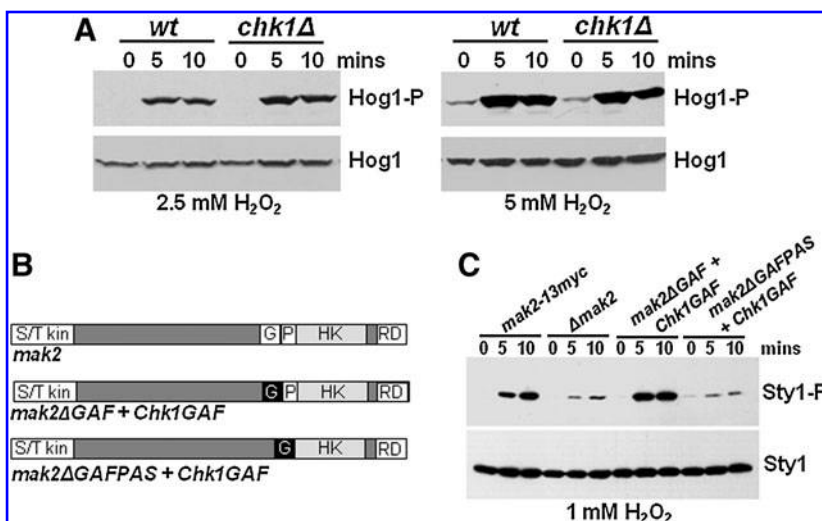 A
wt chk1Δ wt chk1Δ
0 5 10 0 5 10 mins 0 5 10 0 5 10 mins
Hog1-P Hog1-P
Hog1 Hog1
2.5 mM H₂O₂ 5 mM H₂O₂
B
S/T kin G P HK RD
mak2
S/T kin G P HK RD
mak2ΔGAF + Chk1GAF
S/T kin G HK RD
mak2ΔGAFPAS + Chk1GAF
C
mak2-13myc
Δmak2
mak2ΔGAF +
Chk1GAF
mak2ΔGAFPAS
+ Chk1GAF
0 5 10 0 5 10 0 5 10 0 5 10 mins
Sty1-P
Sty1
1 mM H₂O₂